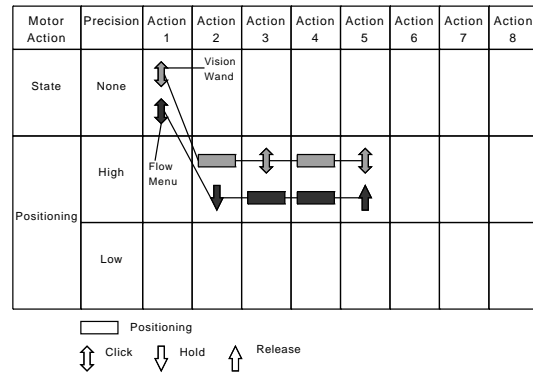 Motor Action Precision Action 1 Action 2 Action 3 Action 4 Action 5 Action 6 Action 7 Action 8
State None
Vision Wand
Flow Menu
Positioning High
Low
Positioning
Click Hold Release